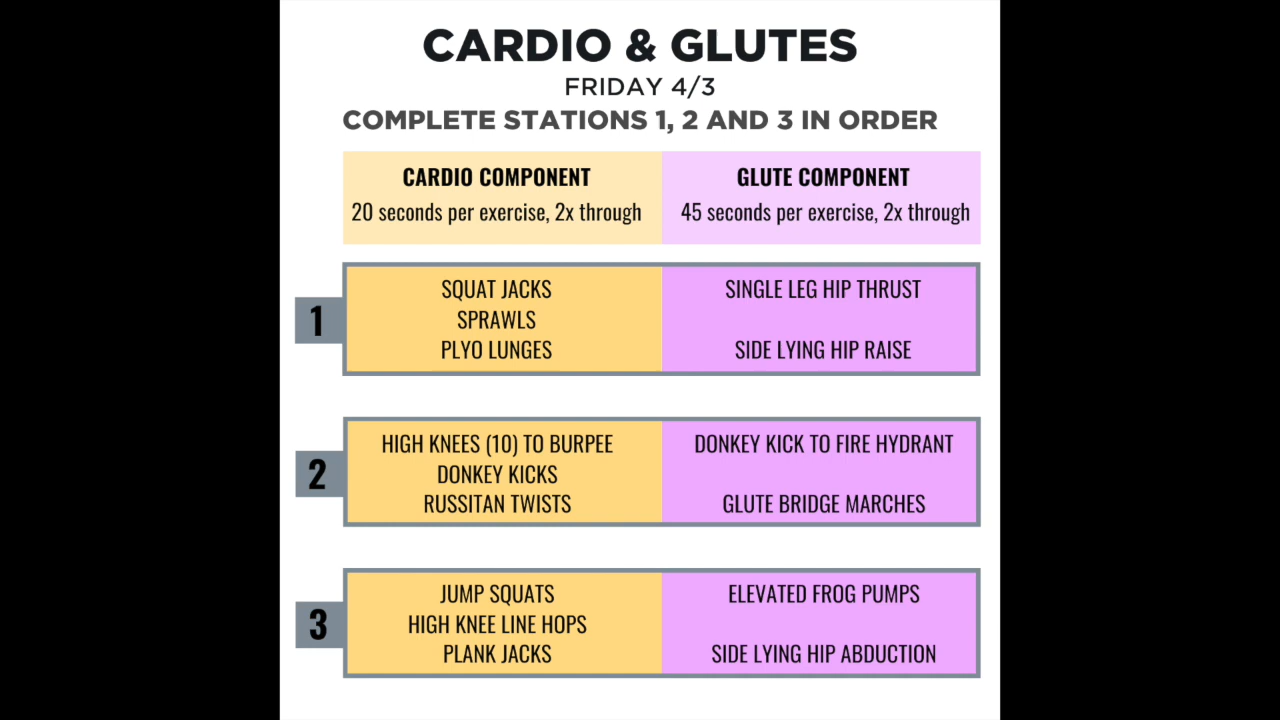 CARDIO & GLUTES
FRIDAY 4/3
COMPLETE STATIONS 1, 2 AND 3 IN ORDER
CARDIO COMPONENT
20 seconds per exercise, 2x through
GLUTE COMPONENT
45 seconds per exercise, 2x through
1
SQUAT JACKS
SPRAWLS
PLYO LUNGES
SINGLE LEG HIP THRUST
SIDE LYING HIP RAISE
2
HIGH KNEES (10) TO BURPEE
DONKEY KICKS
RUSSITAN TWISTS
DONKEY KICK TO FIRE HYDRANT
GLUTE BRIDGE MARCHES
3
JUMP SQUATS
HIGH KNEE LINE HOPS
PLANK JACKS
ELEVATED FROG PUMPS
SIDE LYING HIP ABDUCTION